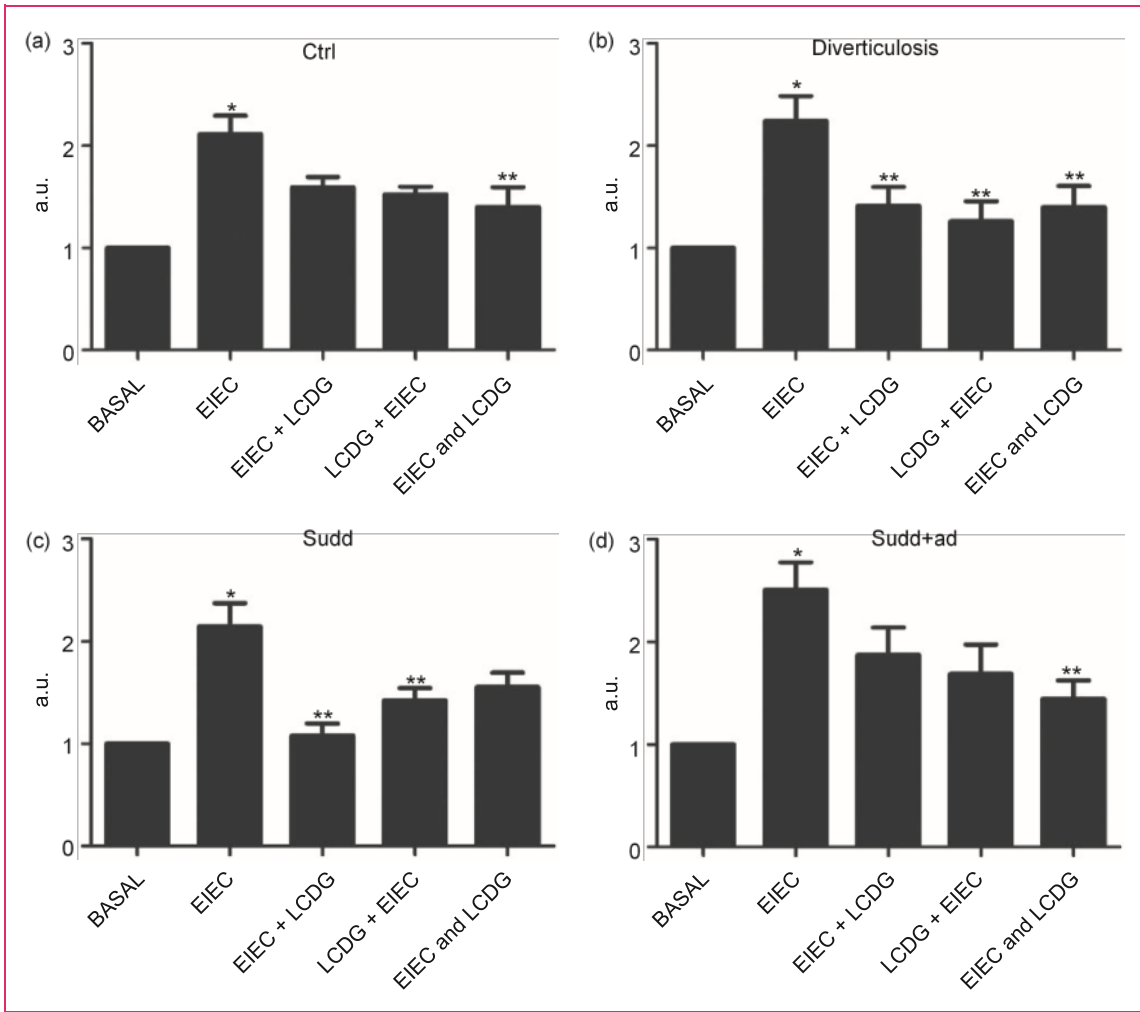 (a)
Ctrl
3
2
1
0
a.u.
*
**
BASAL
EIEC
EIEC + LCDG
LCDG + EIEC
EIEC and LCDG
(b)
Diverticulosis
3
2
1
0
a.u.
*
**
**
**
BASAL
EIEC
EIEC + LCDG
LCDG + EIEC
EIEC and LCDG
(c)
Sudd
3
2
1
0
a.u.
*
**
**
BASAL
EIEC
EIEC + LCDG
LCDG + EIEC
EIEC and LCDG
(d)
Sudd+ad
3
2
1
0
a.u.
*
**
BASAL
EIEC
EIEC + LCDG
LCDG + EIEC
EIEC and LCDG